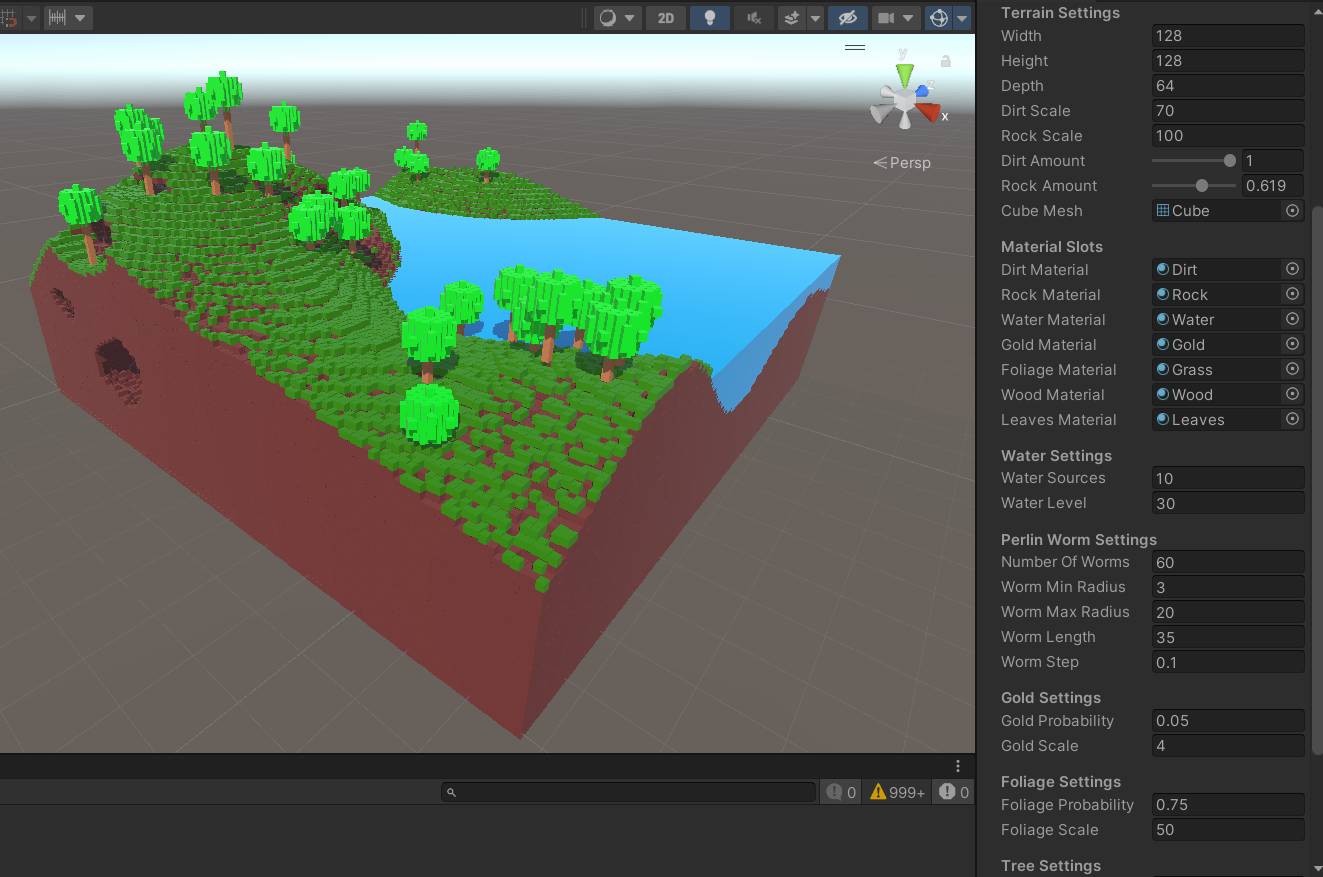 2D
y
z
x
Persp
0
999+
0
Terrain Settings
Width 128
Height 128
Depth 64
Dirt Scale 70
Rock Scale 100
Dirt Amount 1
Rock Amount 0.619
Cube Mesh Cube
Material Slots
Dirt Material Dirt
Rock Material Rock
Water Material Water
Gold Material Gold
Foliage Material Grass
Wood Material Wood
Leaves Material Leaves
Water Settings
Water Sources 10
Water Level 30
Perlin Worm Settings
Number Of Worms 60
Worm Min Radius 3
Worm Max Radius 20
Worm Length 35
Worm Step 0.1
Gold Settings
Gold Probability 0.05
Gold Scale 4
Foliage Settings
Foliage Probability 0.75
Foliage Scale 50
Tree Settings